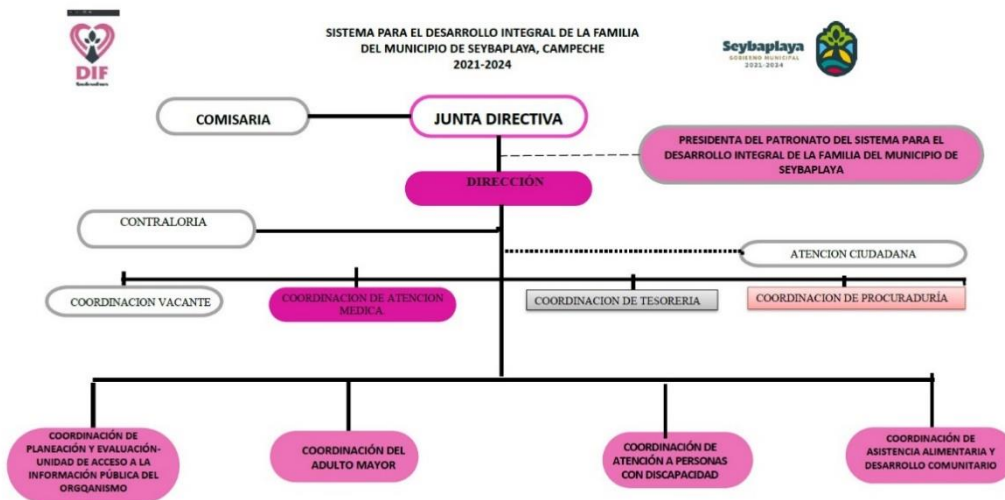 SISTEMA PARA EL DESARROLLO INTEGRAL DE LA FAMILIA
DEL MUNICIPIO DE SEYBAPLAYA, CAMPECHE
2021-2024
DIF
Seybaplaya
GOBIERNO MUNICIPAL
2021-2024
COMISARIA
JUNTA DIRECTIVA
PRESIDENTA DEL PATRONATO DEL SISTEMA PARA EL
DESARROLLO INTEGRAL DE LA FAMILIA DEL MUNICIPIO DE
SEYBAPLAYA
DIRECCIÓN
CONTRALORIA
ATENCION CIUDADANA
COORDINACION VACANTE
COORDINACION DE ATENCION
MEDICA
COORDINACION DE TESORERIA
COORDINACION DE PROCURADURÍA
COORDINACIÓN DE
PLANEACIÓN Y EVALUACIÓN-
UNIDAD DE ACCESO A LA
INFORMACIÓN PÚBLICA DEL
ORGQANISMO
COORDINACIÓN DEL
ADULTO MAYOR
COORDINACIÓN DE
ATENCIÓN A PERSONAS
CON DISCAPACIDAD
COORDINACIÓN DE
ASISTENCIA ALIMENTARIA Y
DESARROLLO COMUNITARIO